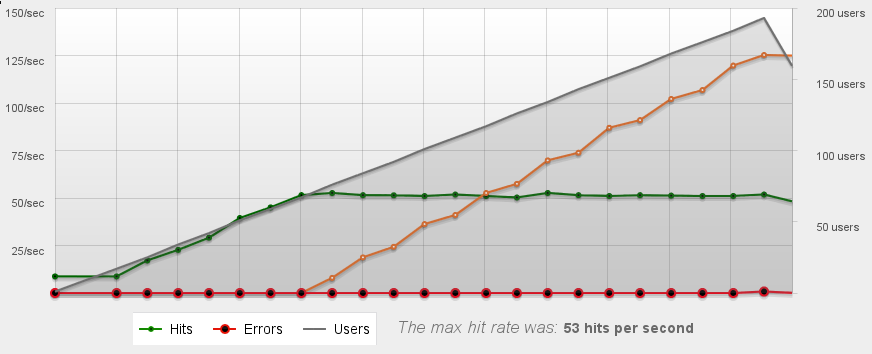 150/sec
125/sec
100/sec
75/sec
50/sec
25/sec
200 users
150 users
100 users
50 users
Hits
Errors
Users
The max hit rate was: 53 hits per second